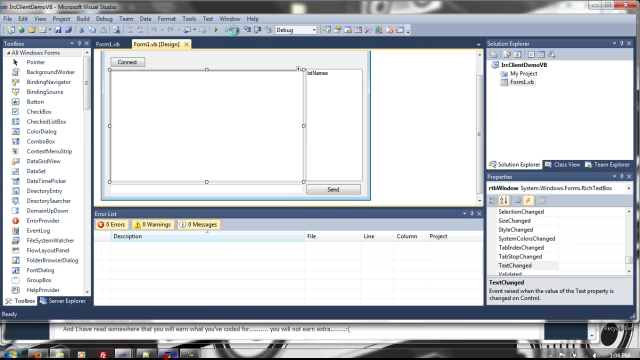 IrcClientDemoVB - Microsoft Visual Studio
File Edit View Project Build Debug Team Data Format Tools Test Window Help
Debug
Toolbox
Form1.vb Form1.vb [Design]
Solution Explorer
All Windows Forms
Pointer
BackgroundWorker
BindingNavigator
BindingSource
Button
CheckBox
CheckedListBox
ColorDialog
ComboBox
ContextMenuStrip
DataGridView
DataSet
DateTimePicker
DirectoryEntry
DirectorySearcher
DomainUpDown
ErrorProvider
EventLog
FileSystemWatcher
FlowLayoutPanel
FolderBrowserDialog
FontDialog
GroupBox
HelpProvider
Toolbox Server Explorer
Connect
lstNames
Send
IrcClientDemoVB
My Project
Form1.vb
Solution Explorer Class View Team Explorer
Properties
rtbWindow System.Windows.Forms.RichTextBox
SelectionChanged
SizeChanged
StyleChanged
SystemColorsChanged
TabIndexChanged
TabStopChanged
TextChanged
Validated
TextChanged
Event raised when the value of the Text property is
changed on Control.
Error List
0 Errors 0 Warnings 0 Messages
Description File Line Column Project
Ready
And I have read somewhere that you will earn what you've coded for.......... you will not earn extra........:(
Recycle
1:04 PM